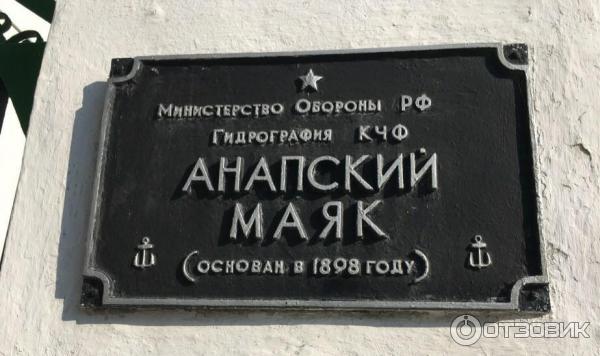 Министерство Обороны РФ
Гидрография КЧФ
АНАПСКИЙ
МАЯК
(основан в 1898 году)
ОТЗОВИК